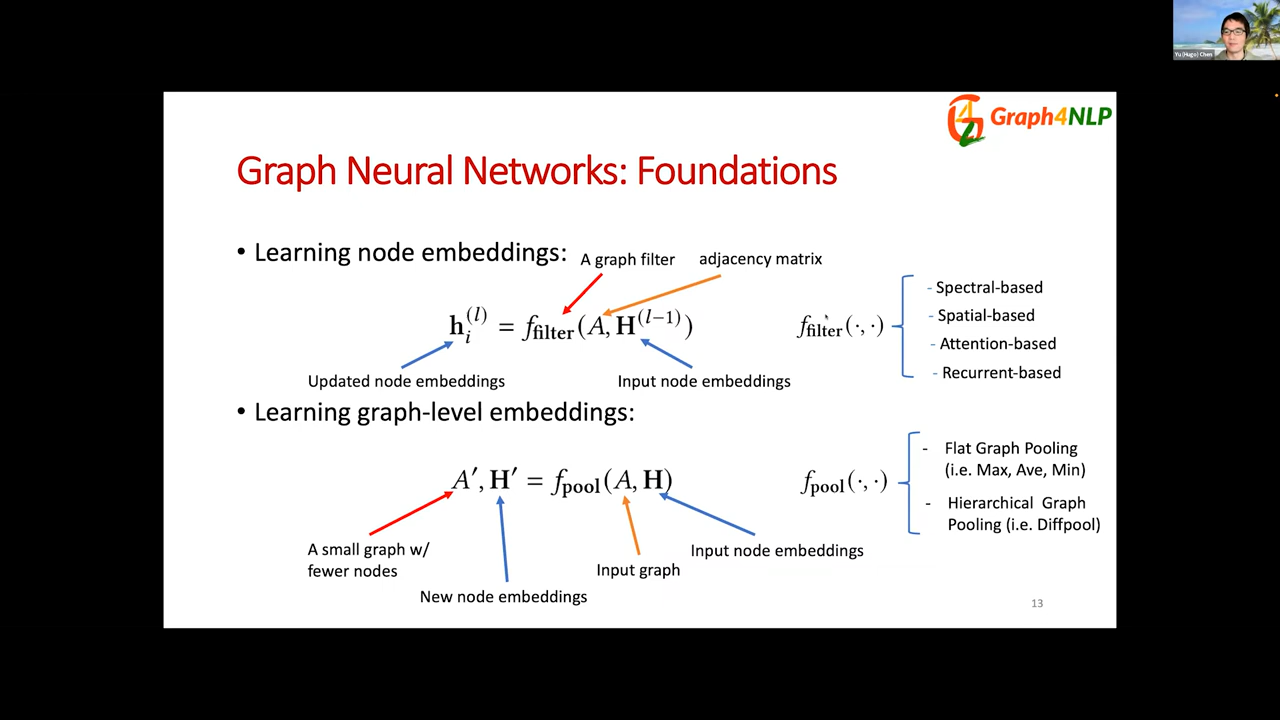 Yu (Hugo) Chen
Graph4NLP
Graph Neural Networks: Foundations
• Learning node embeddings:
A graph filter
adjacency matrix
h_i^(l) = f_filter(A, H^(l-1))
Updated node embeddings
Input node embeddings
f_filter(·, ·)
- Spectral-based
- Spatial-based
- Attention-based
- Recurrent-based
• Learning graph-level embeddings:
A′, H′ = f_pool(A, H)
A small graph w/
fewer nodes
New node embeddings
Input graph
Input node embeddings
f_pool(·, ·)
- Flat Graph Pooling
(i.e. Max, Ave, Min)
- Hierarchical Graph
Pooling (i.e. Diffpool)
13